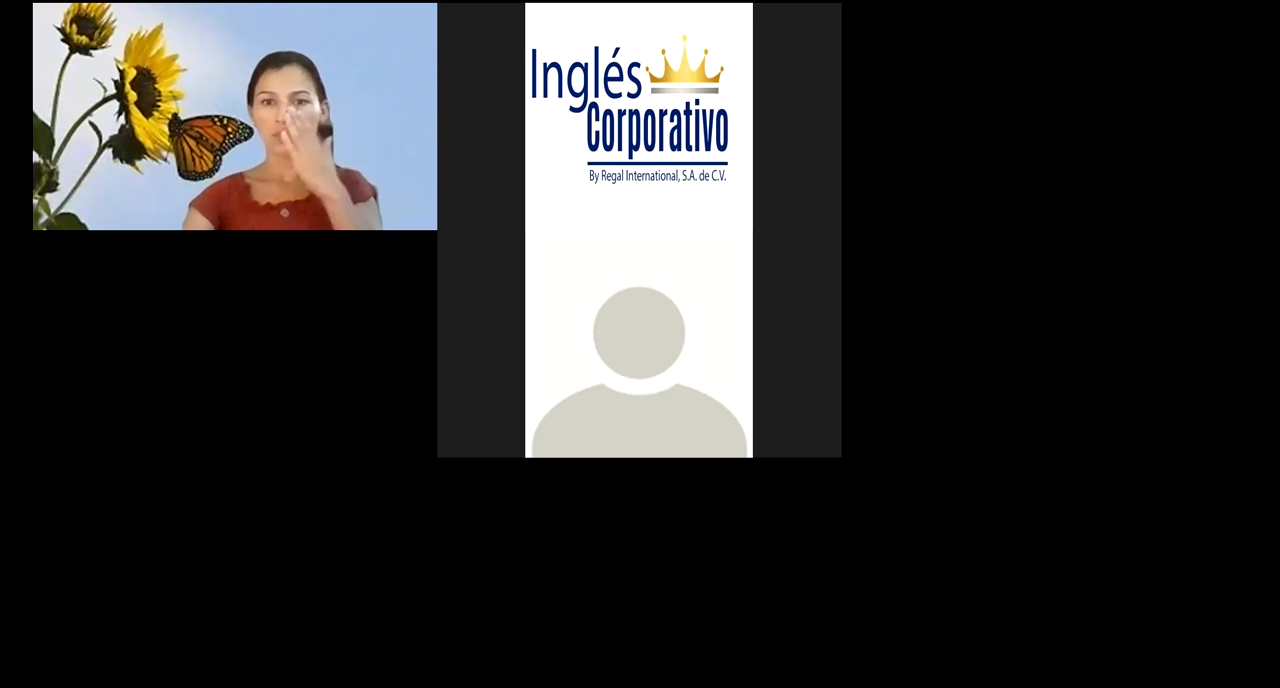 Inglés
Corporativo
By Regal International, S.A. de C.V.